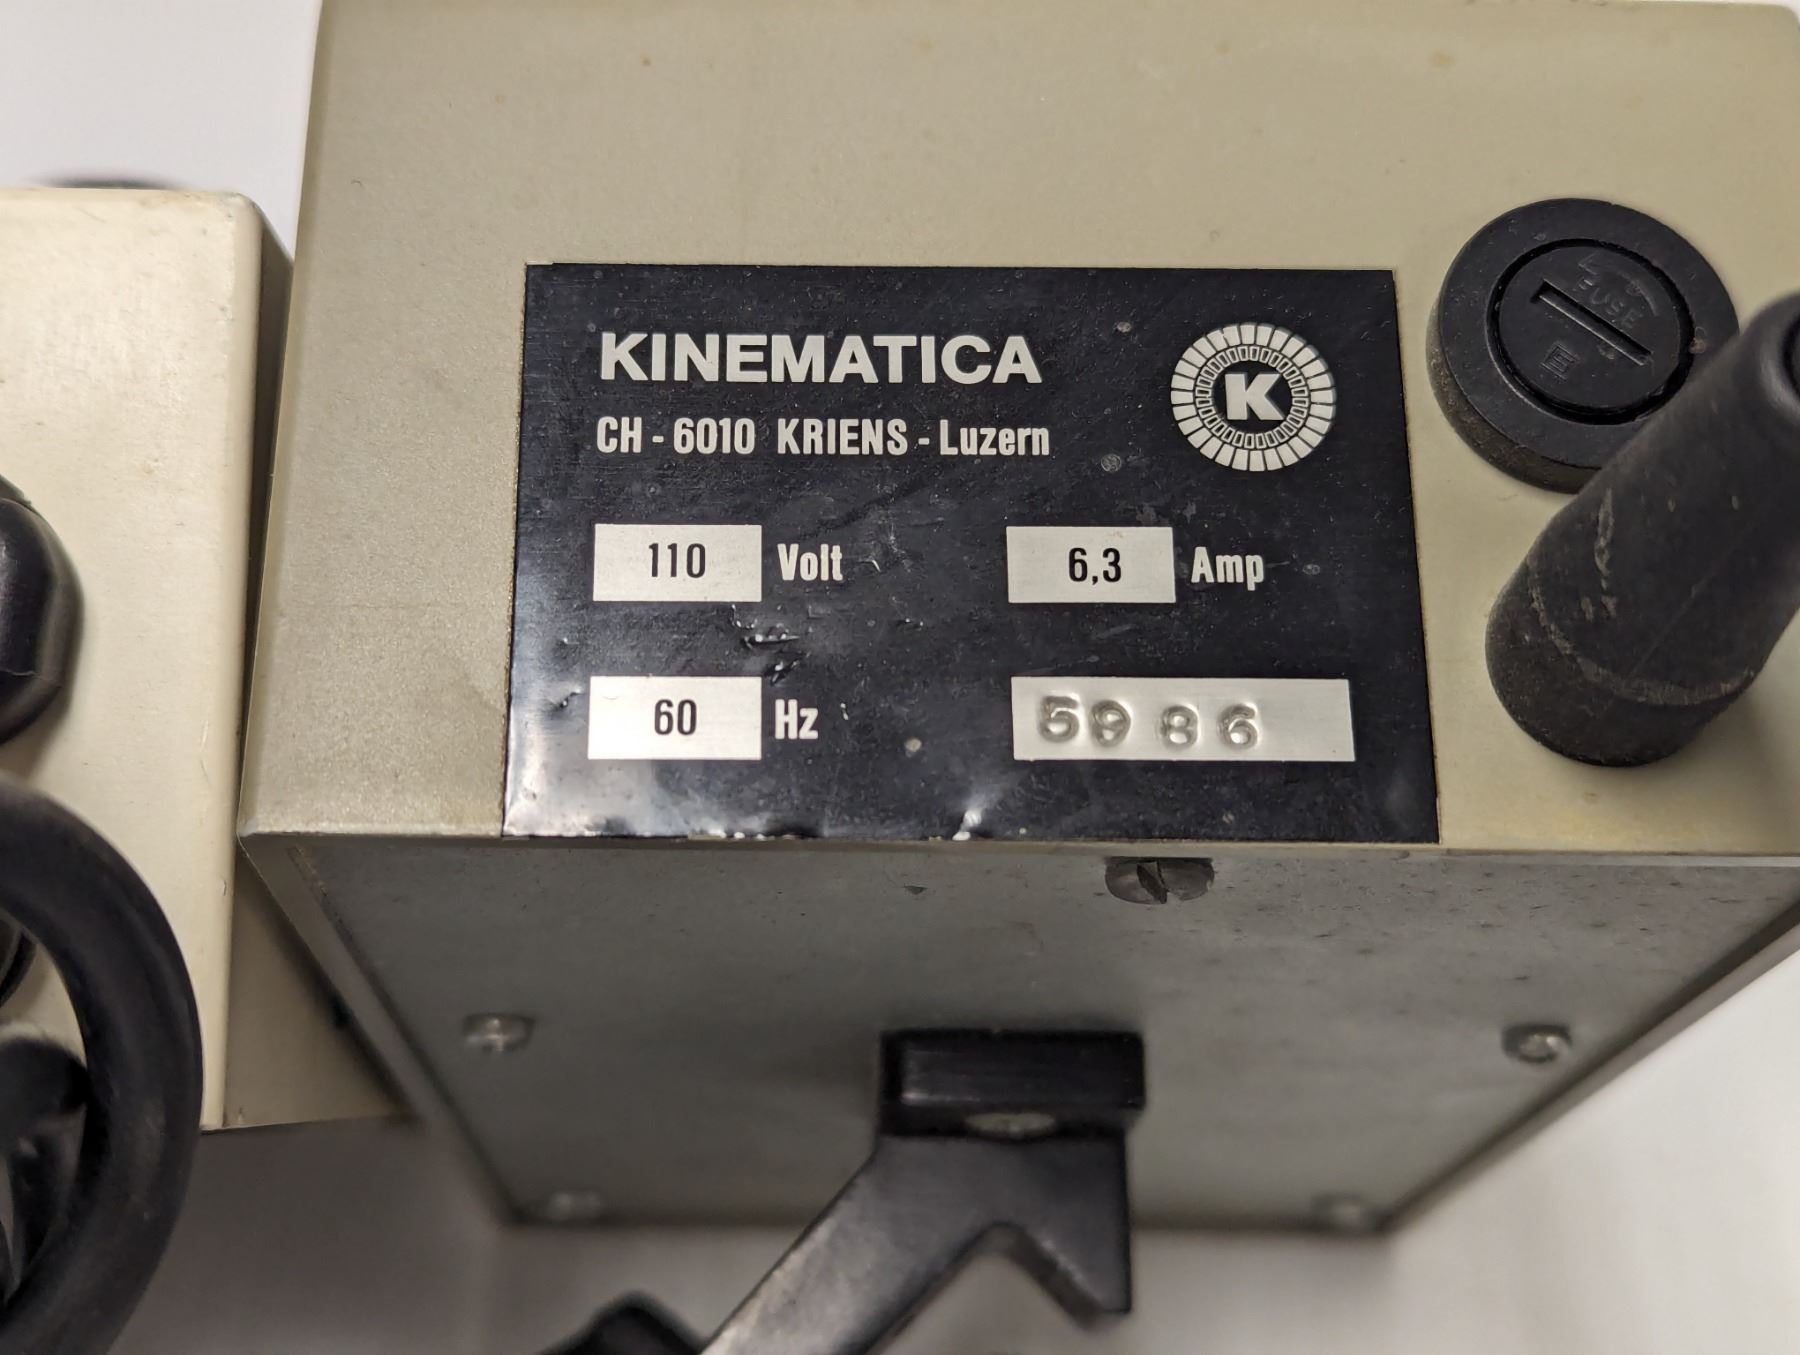 KINEMATICA
K
CH - 6010 KRIENS - Luzern
110 Volt
6,3 Amp
60 Hz
5986
FUSE